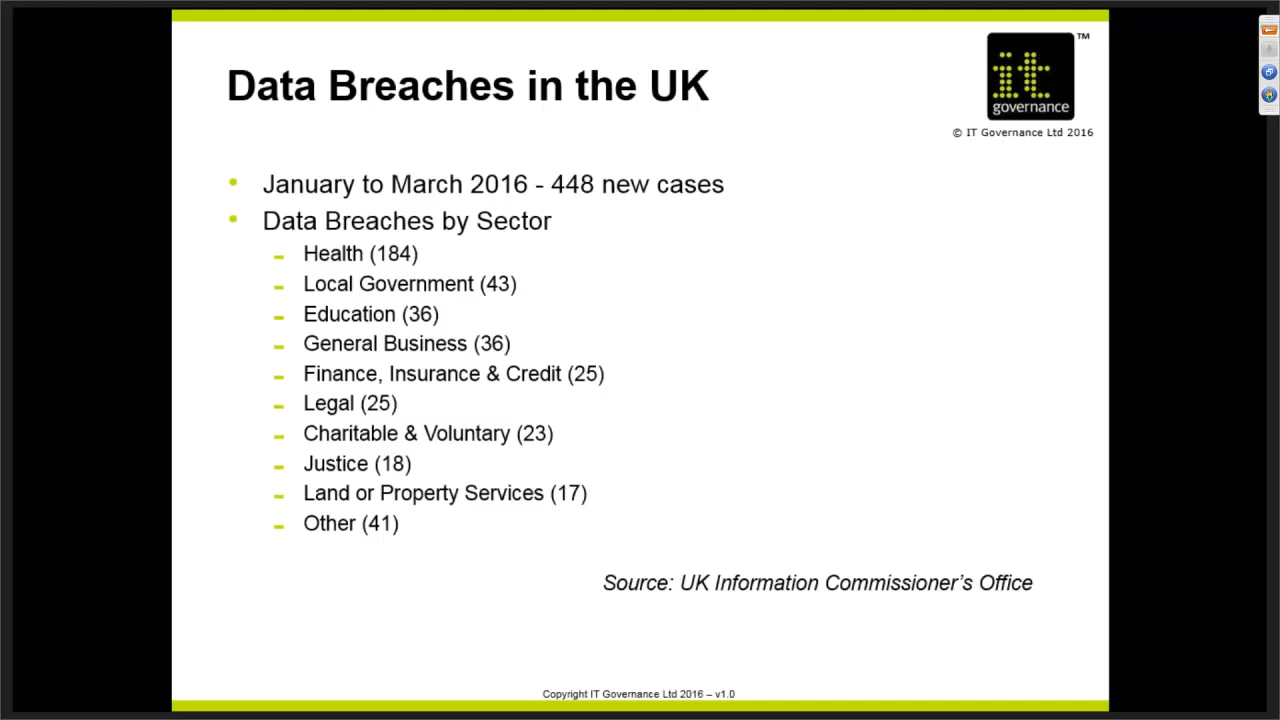 Data Breaches in the UK
it
governance
™
© IT Governance Ltd 2016
• January to March 2016 - 448 new cases
• Data Breaches by Sector
– Health (184)
– Local Government (43)
– Education (36)
– General Business (36)
– Finance, Insurance & Credit (25)
– Legal (25)
– Charitable & Voluntary (23)
– Justice (18)
– Land or Property Services (17)
– Other (41)
Source: UK Information Commissioner’s Office
Copyright IT Governance Ltd 2016 – v1.0